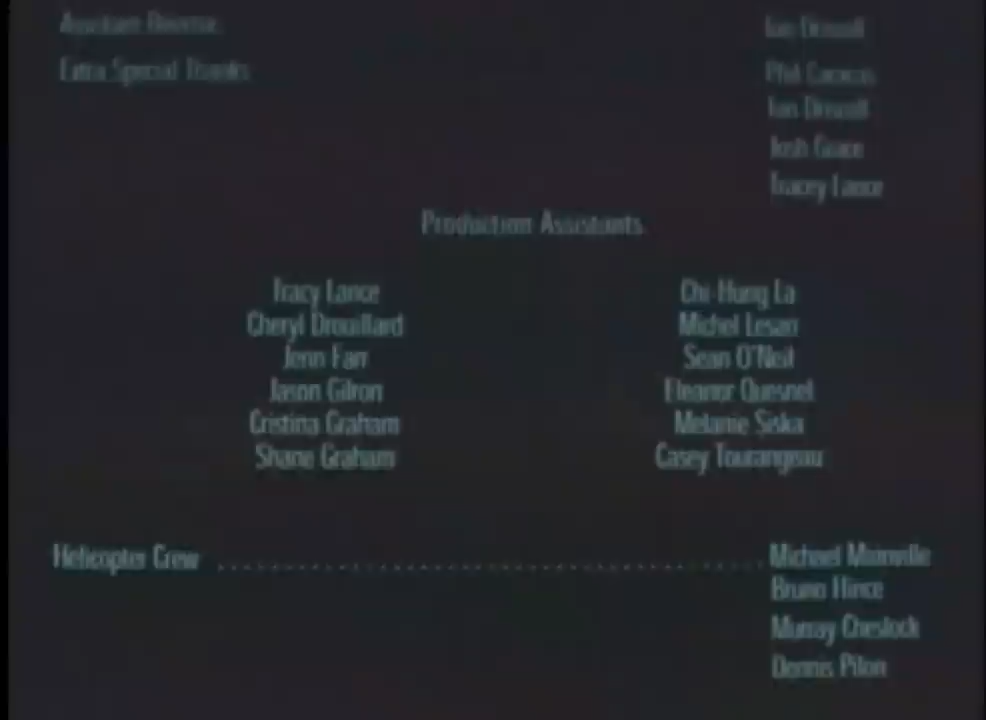 Assistant Director
Ian Driscoll
Extra Special Thanks
Phil Caracas
Ian Driscoll
Josh Grace
Tracey Lance
Production Assistants
Tracy Lance
Chi-Hung La
Cheryl Drouillard
Michel Lesarr
Jenn Farr
Sean O'Neil
Jason Gilron
Eleanor Quesnel
Cristina Graham
Melanie Siska
Shane Graham
Casey Tourangeau
Helicopter Crew
Michael Mainville
Bruno Hince
Murray Chestock
Dennis Pilon